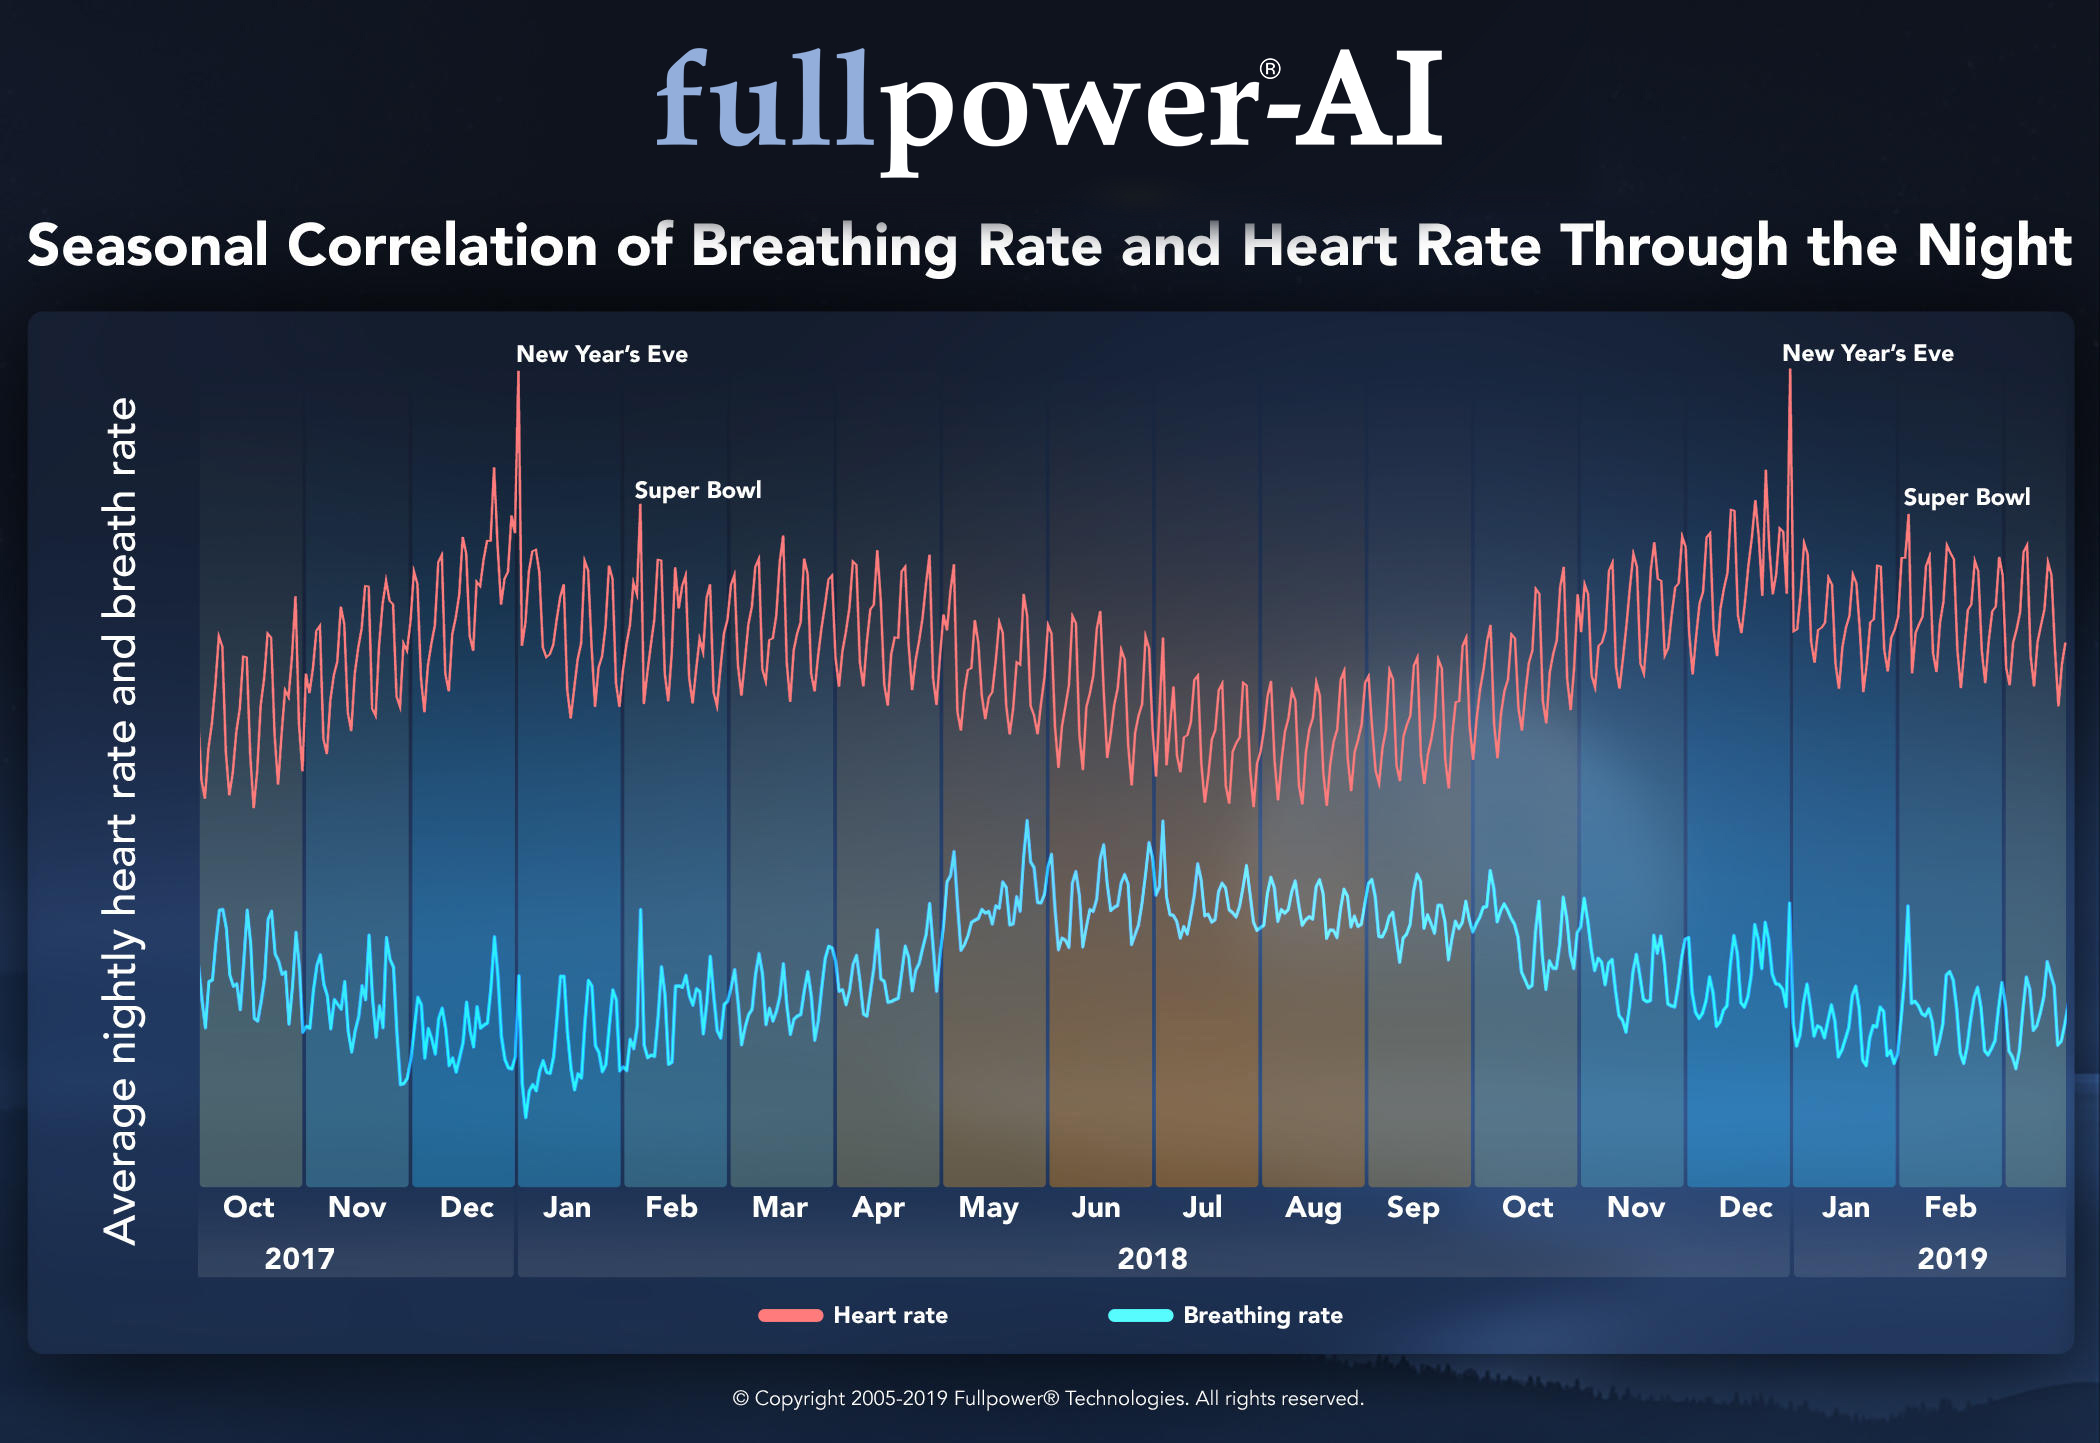 fullpower®-AI
Seasonal Correlation of Breathing Rate and Heart Rate Through the Night
New Year's Eve
New Year's Eve
Super Bowl
Super Bowl
Average nightly heart rate and breath rate
Oct Nov Dec Jan Feb Mar Apr May Jun Jul Aug Sep Oct Nov Dec Jan Feb
2017 2018 2019
Heart rate Breathing rate
© Copyright 2005-2019 Fullpower® Technologies. All rights reserved.